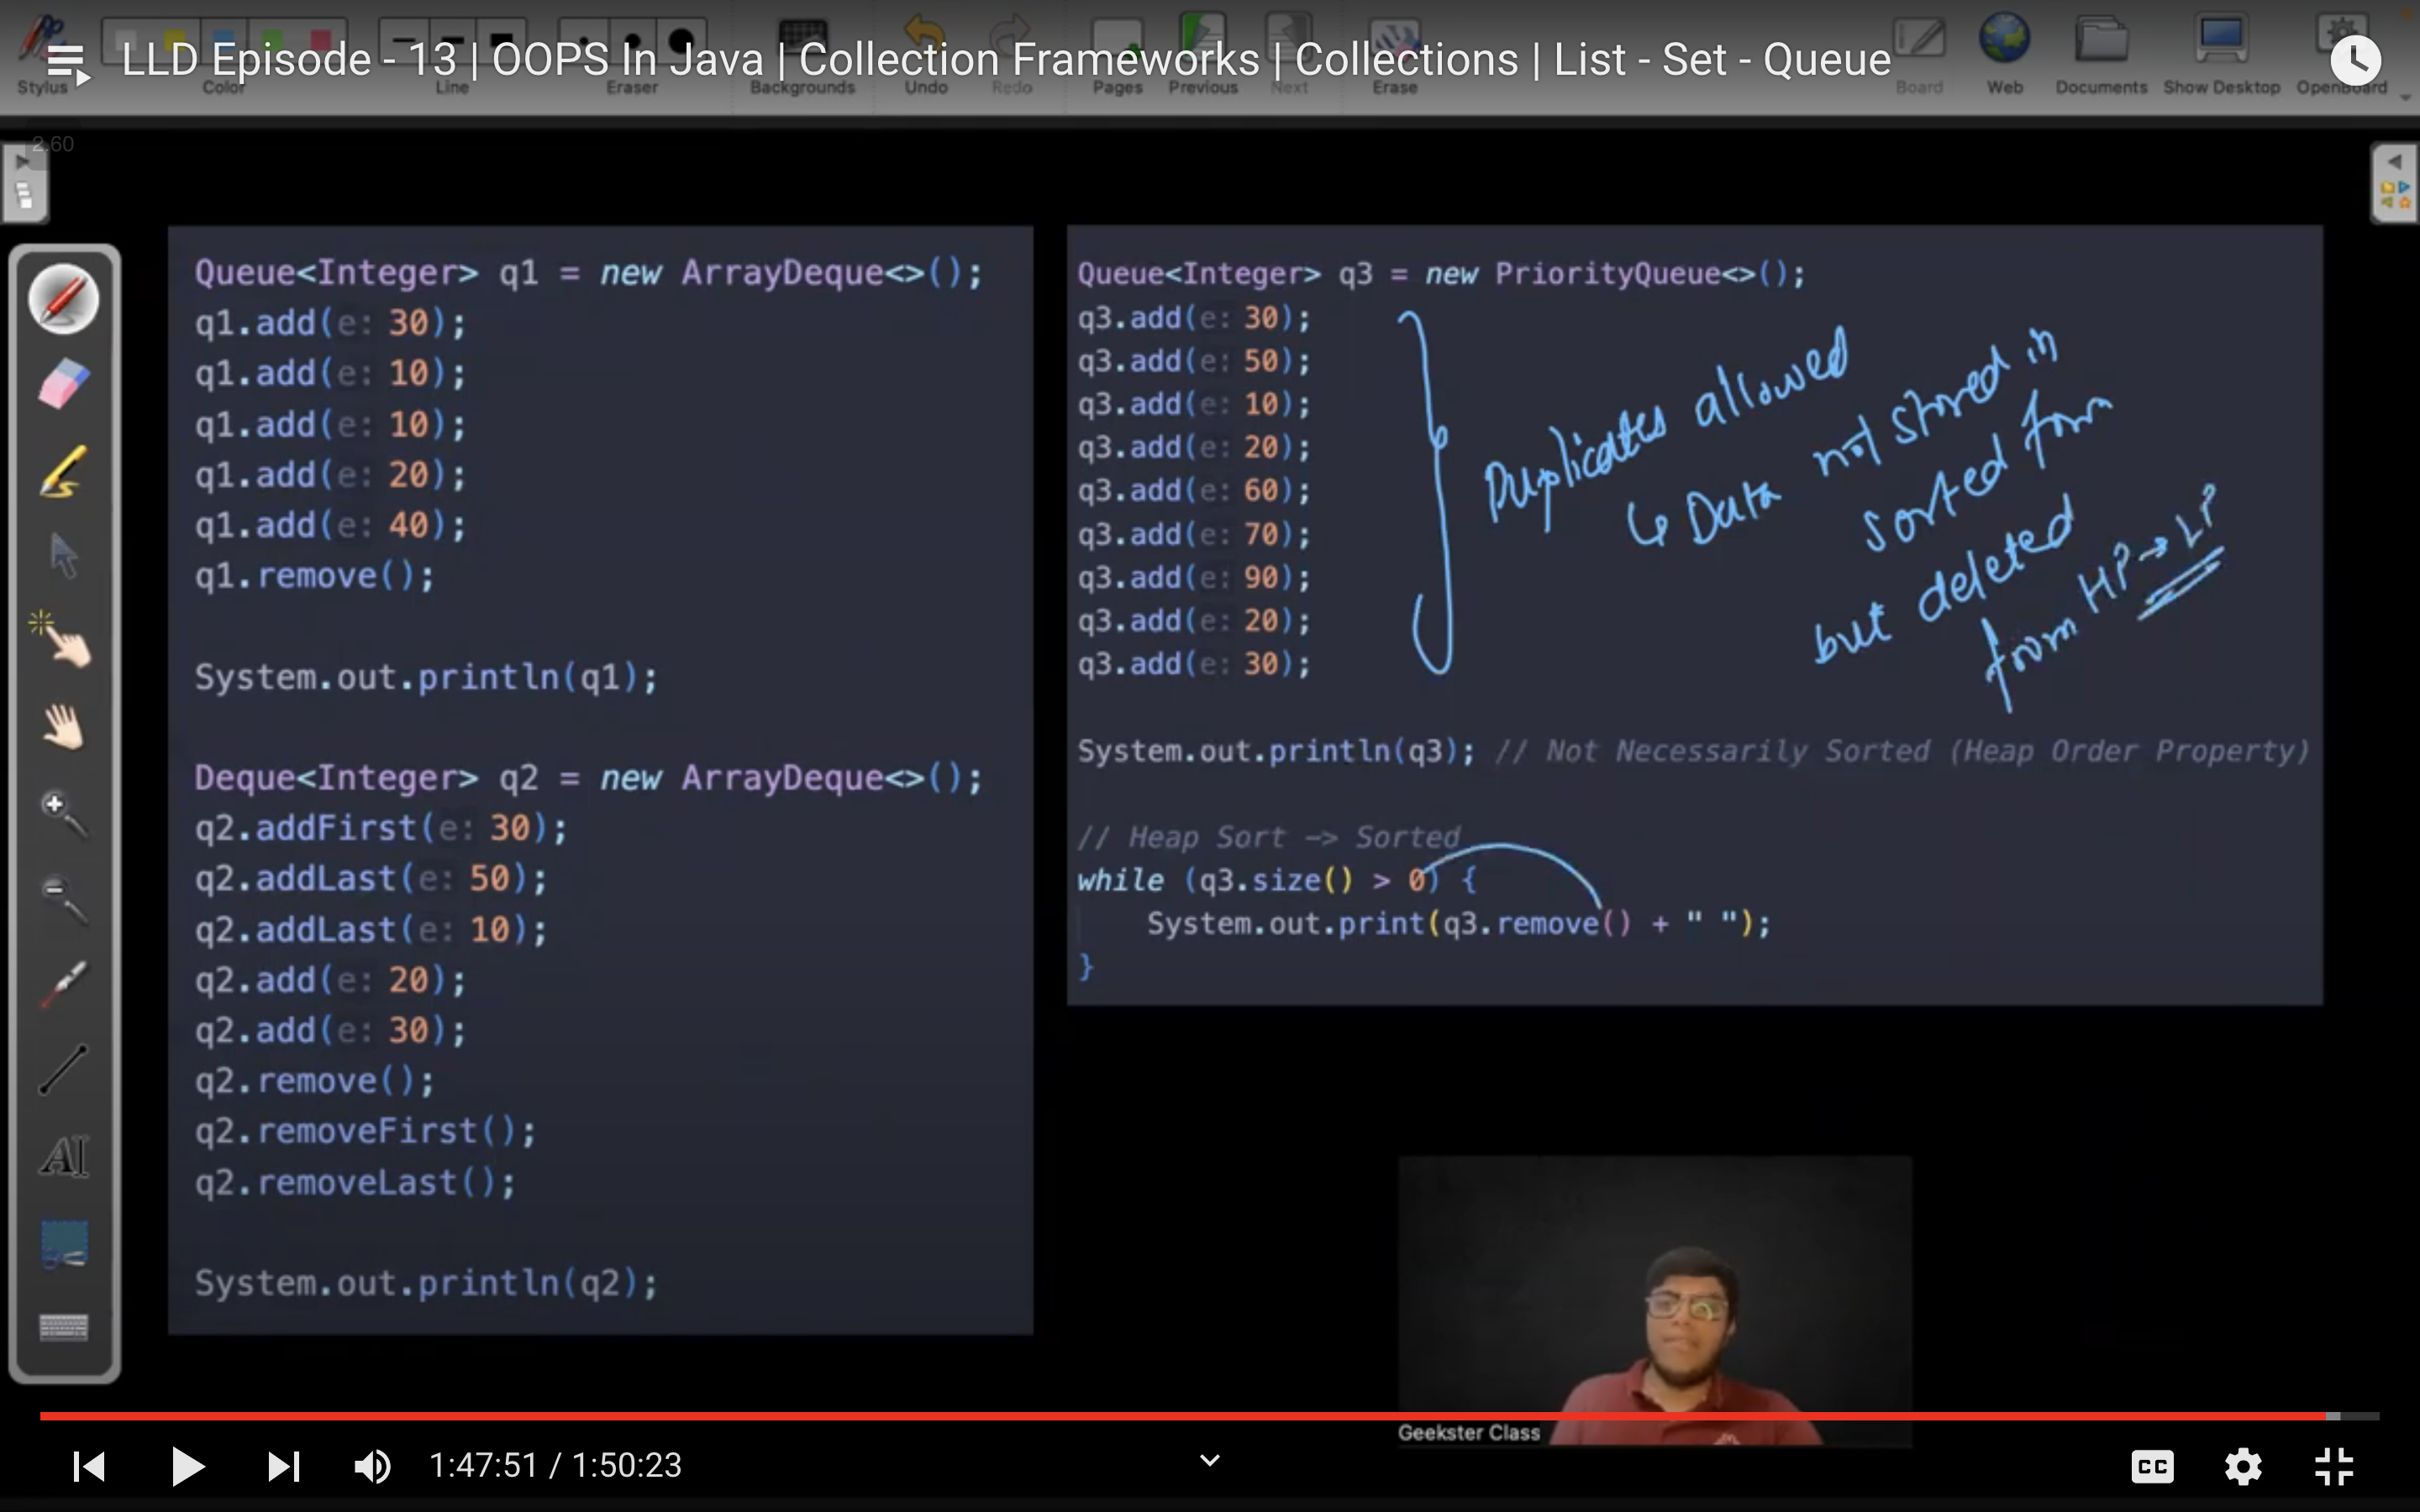 LLD Episode - 13 | OOPS In Java | Collection Frameworks | Collections | List - Set - Queue
Stylus Color Line Eraser Backgrounds Undo Redo Pages Previous Next Erase Board Web Documents Show Desktop OpenBoard
2.60
Queue<Integer> q1 = new ArrayDeque<>();
q1.add(e: 30);
q1.add(e: 10);
q1.add(e: 10);
q1.add(e: 20);
q1.add(e: 40);
q1.remove();
System.out.println(q1);
Deque<Integer> q2 = new ArrayDeque<>();
q2.addFirst(e: 30);
q2.addLast(e: 50);
q2.addLast(e: 10);
q2.add(e: 20);
q2.add(e: 30);
q2.remove();
q2.removeFirst();
q2.removeLast();
System.out.println(q2);
Queue<Integer> q3 = new PriorityQueue<>();
q3.add(e: 30);
q3.add(e: 50);
q3.add(e: 10);
q3.add(e: 20);
q3.add(e: 60);
q3.add(e: 70);
q3.add(e: 90);
q3.add(e: 20);
q3.add(e: 30);
Duplicates allowed
↳ Data not stored in
sorted form
but deleted
from HP → LP
System.out.println(q3); // Not Necessarily Sorted (Heap Order Property)
// Heap Sort -> Sorted
while (q3.size() > 0) {
System.out.print(q3.remove() + " ");
}
AI
Geekster Class
1:47:51 / 1:50:23
CC